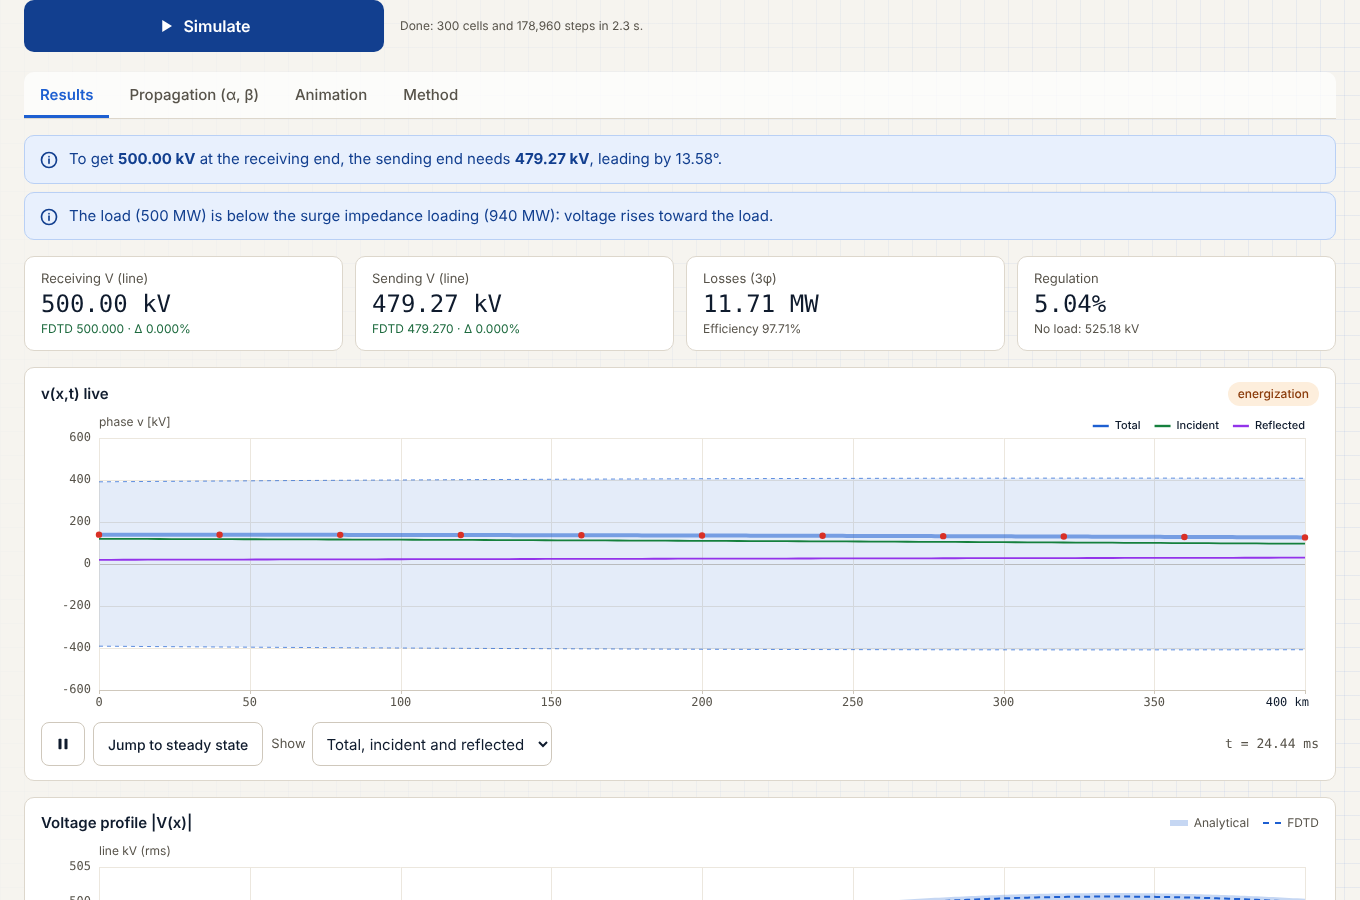 Simulate
Done: 300 cells and 178,960 steps in 2.3 s.
Results
Propagation (α, β)
Animation
Method
To get 500.00 kV at the receiving end, the sending end needs 479.27 kV, leading by 13.58°.
The load (500 MW) is below the surge impedance loading (940 MW): voltage rises toward the load.
Receiving V (line)
500.00 kV
FDTD 500.000 · Δ 0.000%
Sending V (line)
479.27 kV
FDTD 479.270 · Δ 0.000%
Losses (3φ)
11.71 MW
Efficiency 97.71%
Regulation
5.04%
No load: 525.18 kV
v(x,t) live
energization
phase v [kV]
Total
Incident
Reflected
600
400
200
0
-200
-400
-600
0
50
100
150
200
250
300
350
400 km
Jump to steady state
Show
Total, incident and reflected
t = 24.44 ms
Voltage profile |V(x)|
Analytical
FDTD
line kV (rms)
505